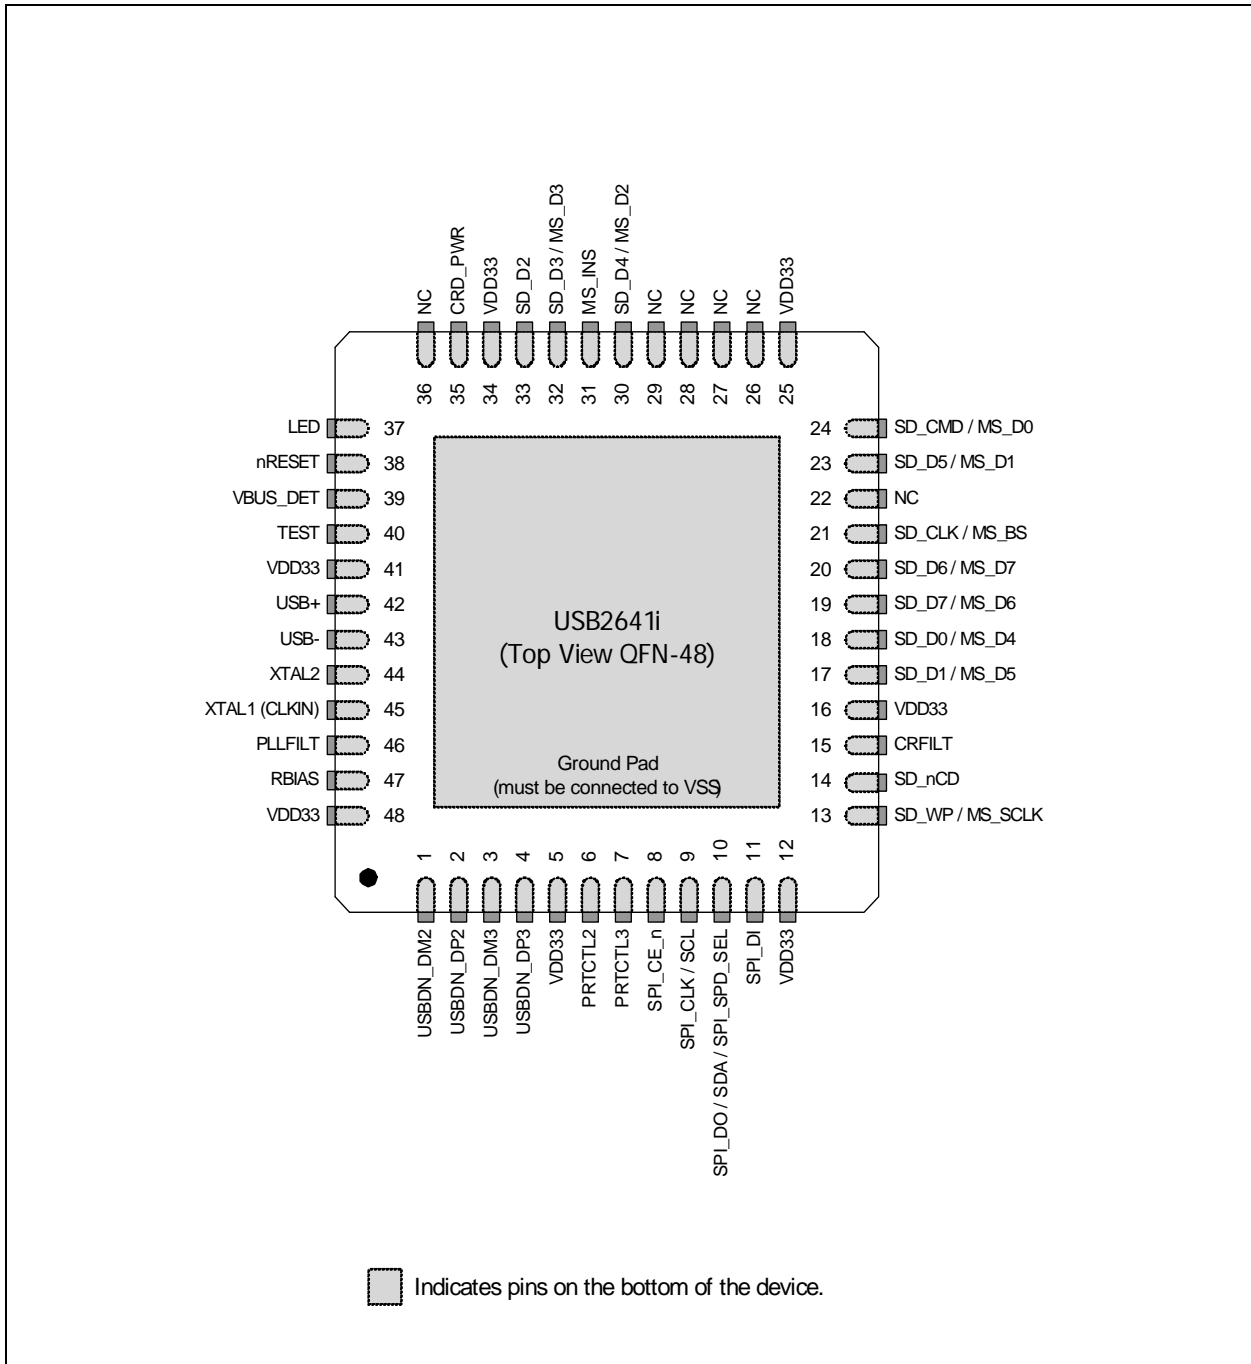 NC
CRD_PWR
VDD33
SD_D2
SD_D3 / MS_D3
MS_INS
SD_D4 / MS_D2
NC
NC
NC
NC
VDD33
36
35
34
33
32
31
30
29
28
27
26
25
LED 37
nRESET 38
VBUS_DET 39
TEST 40
VDD33 41
USB+ 42
USB- 43
XTAL2 44
XTAL1 (CLKIN) 45
PLLFILT 46
RBIAS 47
VDD33 48
USB2641i
(Top View QFN-48)
Ground Pad
(must be connected to VSS)
24 SD_CMD / MS_D0
23 SD_D5 / MS_D1
22 NC
21 SD_CLK / MS_BS
20 SD_D6 / MS_D7
19 SD_D7 / MS_D6
18 SD_D0 / MS_D4
17 SD_D1 / MS_D5
16 VDD33
15 CRFILT
14 SD_nCD
13 SD_WP / MS_SCLK
1
2
3
4
5
6
7
8
9
10
11
12
USBDN_DM2
USBDN_DP2
USBDN_DM3
USBDN_DP3
VDD33
PRTCTL2
PRTCTL3
SPI_CE_n
SPI_CLK / SCL
SPI_DO / SDA / SPI_SPD_SEL
SPI_DI
VDD33
Indicates pins on the bottom of the device.